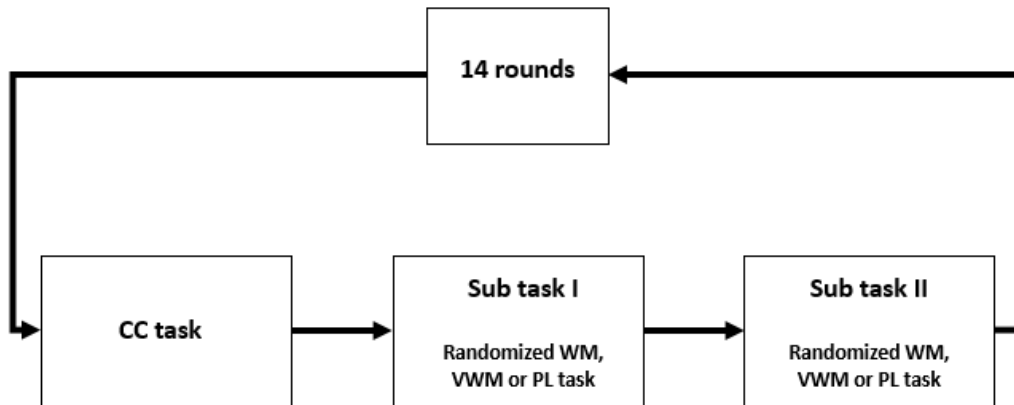 14 rounds
CC task
Sub task I
Randomized WM,
VWM or PL task
Sub task II
Randomized WM,
VWM or PL task